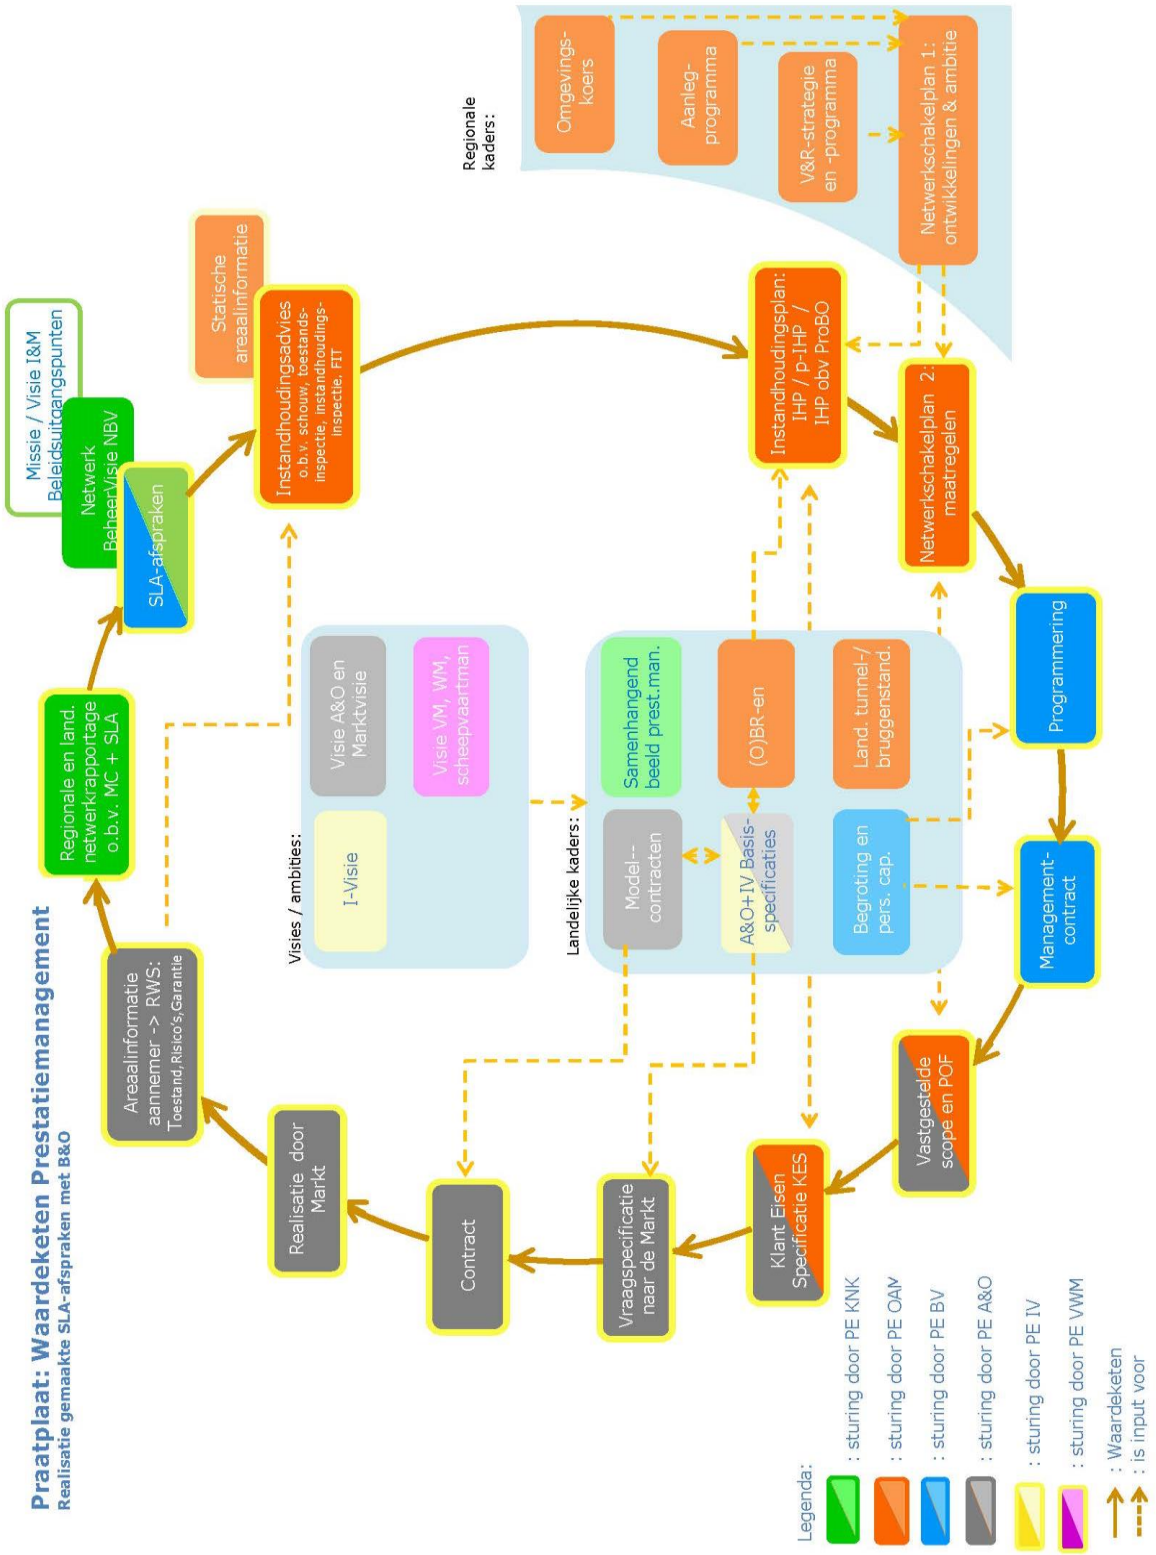 Praatplaat: Waardeketen Prestatiemanagement
Realisatie gemaakte SLA-afspraken met B&O
Missie / Visie I&M
Beleidsuitgangspunten
Netwerk
BeheerVisie NBV
SLA-afspraken
Statische
areaalinformatie
Instandhoudingsadvies
o.b.v. schouw, toestands-
inspectie, instandhoudings-
inspectie, FIT
Regionale
kaders:
Omgevings-
koers
Aanleg-
programma
V&R-strategie
en -programma
Netwerkschakelplan 1:
ontwikkelingen & ambitie
Instandhoudingsplan:
IHP / p-IHP /
IHP obv ProBO
Netwerkschakelplan 2:
maatregelen
Programmering
Management-
contract
Vastgestelde
scope en POF
Klant Eisen
Specificatie KES
Vraagspecificatie
naar de Markt
Contract
Realisatie door
Markt
Areaalinformatie
aannemer -> RWS:
Toestand,Risico's,Garantie
Regionale en land.
netwerkrapportage
o.b.v. MC + SLA
Visies / ambities:
I-Visie
Visie A&O en
Marktvisie
Visie VM, WM,
scheepvaartman
Landelijke kaders:
Model--
contracten
Samenhangend
beeld prest.man.
A&O+IV Basis-
specificaties
(O)BR-en
Begroting en
pers. cap.
Land. tunnel-/
bruggenstand.
Legenda:
: sturing door PE KNK
: sturing door PE OAM
: sturing door PE BV
: sturing door PE A&O
: sturing door PE IV
: sturing door PE VWM
: Waardeketen
: is input voor